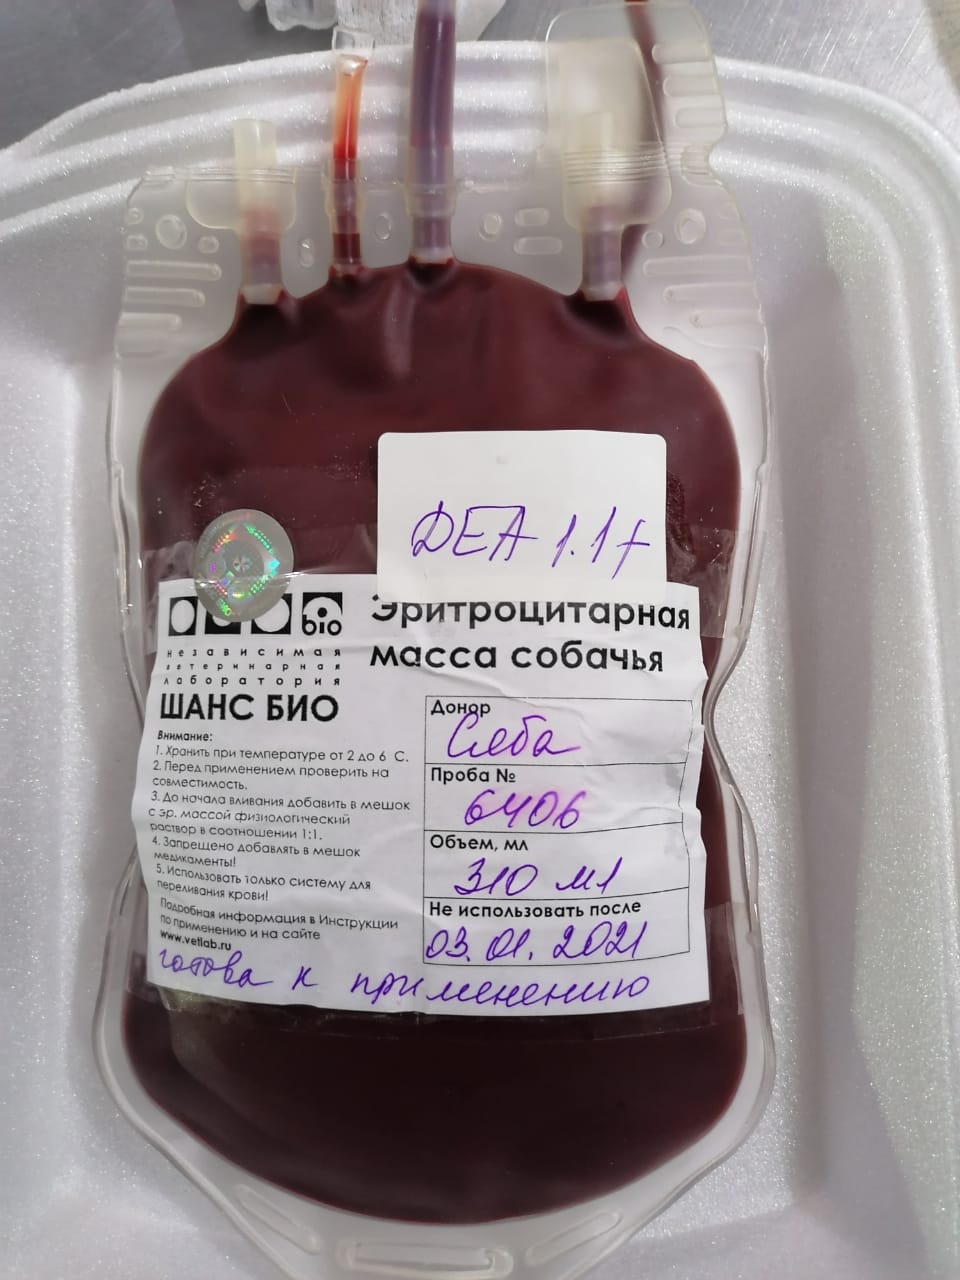 DEA 1.1+
bio
независимая
ветеринарная
лаборатория
ШАНС БИО
Эритроцитарная
масса собачья
Внимание:
1. Хранить при температуре от 2 до 6 С.
2. Перед применением проверить на
совместимость.
3. До начала вливания добавить в мешок
с эр. массой физиологический
раствор в соотношении 1:1.
4. Запрещено добавлять в мешок
медикаменты!
5. Использовать только систему для
переливания крови!
Подробная информация в Инструкции
по применению и на сайте
www.vetlab.ru
Донор
Проба №
6406
Объем, мл
310 мл
Не использовать после
03.01.2021
готова к применению